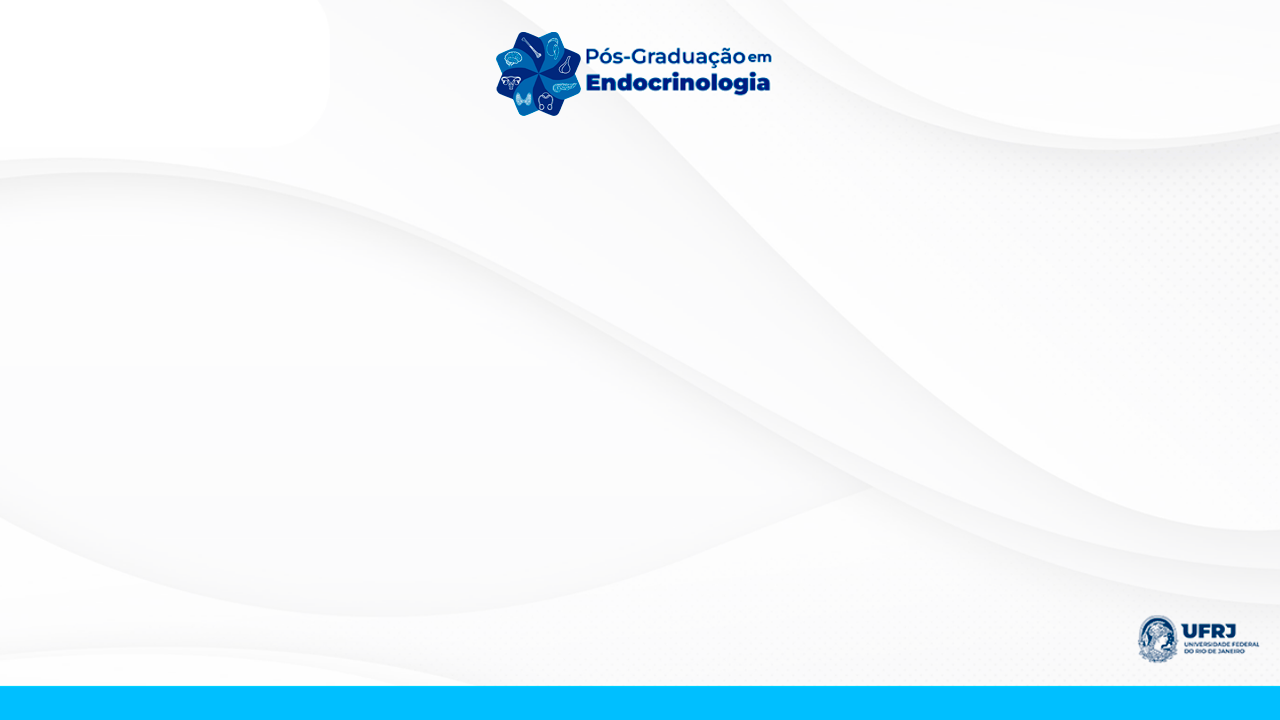 Pós-Graduação em
Endocrinologia
UFRJ
UNIVERSIDADE FEDERAL
DO RIO DE JANEIRO